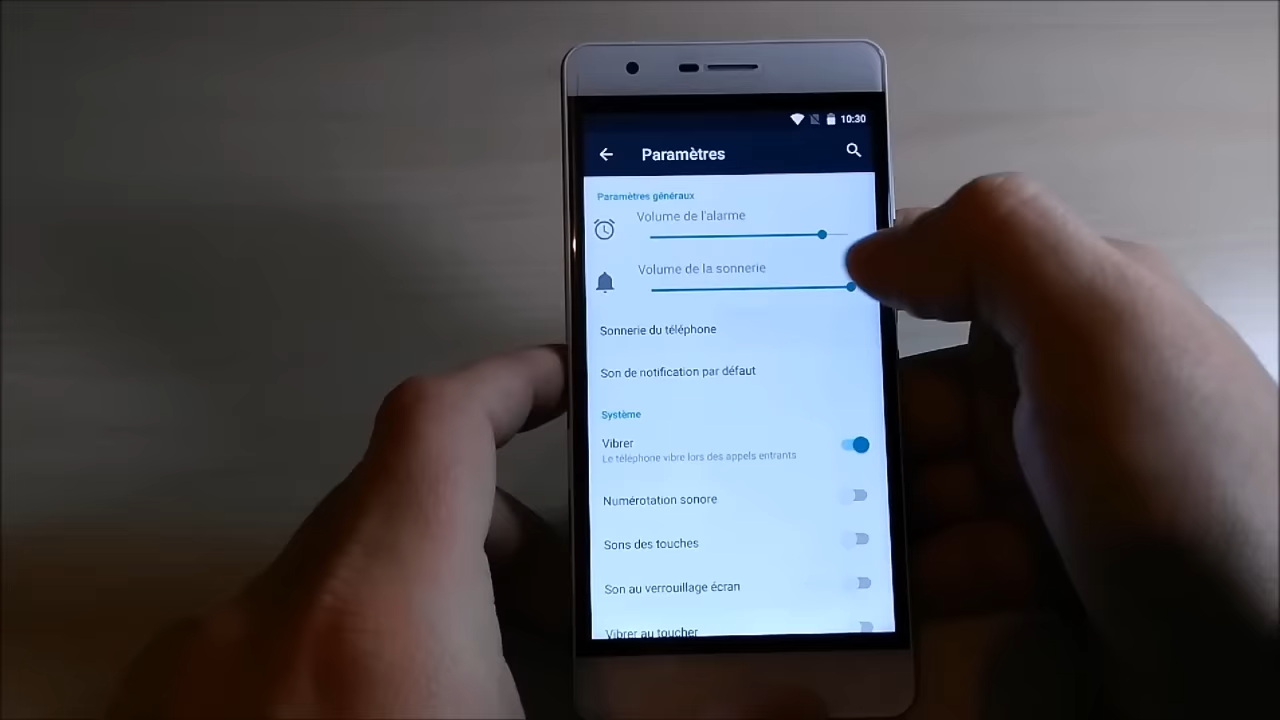 10:30
Paramètres
Paramètres généraux
Volume de l'alarme
Volume de la sonnerie
Sonnerie du téléphone
Son de notification par défaut
Système
Vibrer
Le téléphone vibre lors des appels entrants
Numérotation sonore
Sons des touches
Son au verrouillage écran
Vibrer au toucher